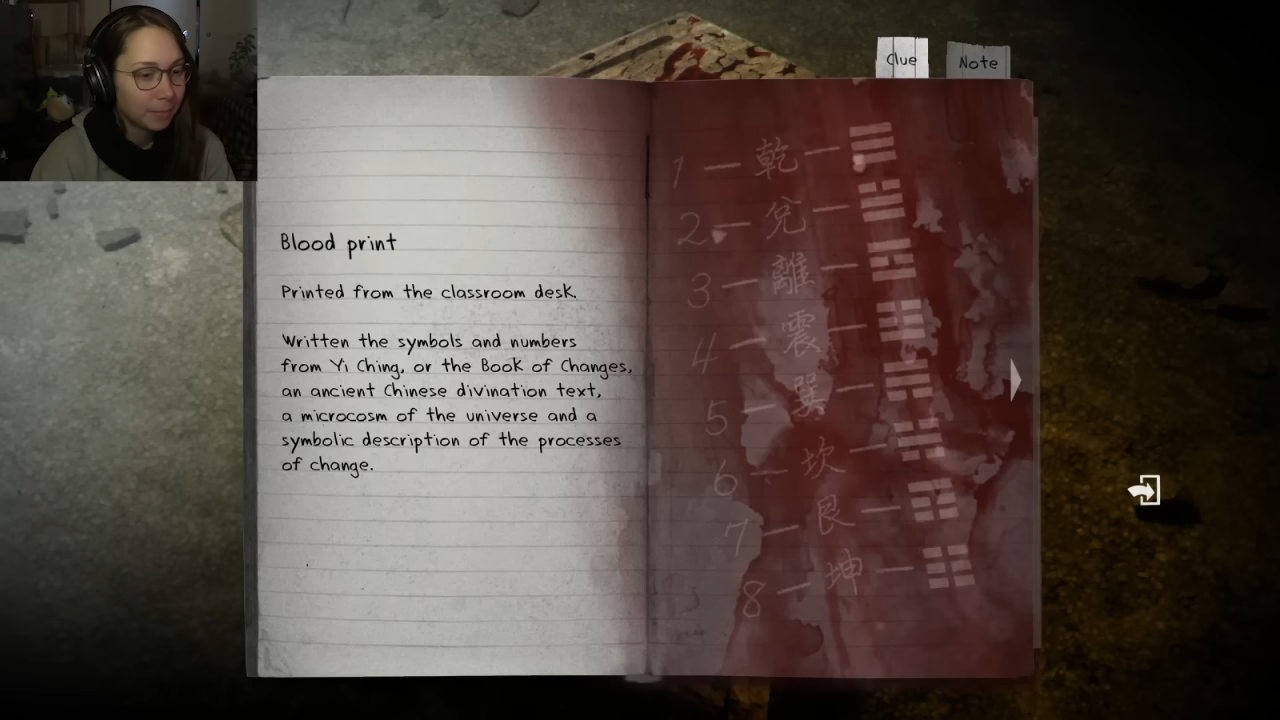 Clue
Note
Blood print
Printed from the classroom desk.
Written the symbols and numbers
from Yi Ching, or the Book of Changes,
an ancient Chinese divination text,
a microcosm of the universe and a
symbolic description of the processes
of change.
1 — 乾 — ☰
2 — 兌 — ☱
3 — 離 — ☲
4 — 震 — ☳
5 — 巽 — ☴
6 — 坎 — ☵
7 — 艮 — ☶
8 — 坤 — ☷